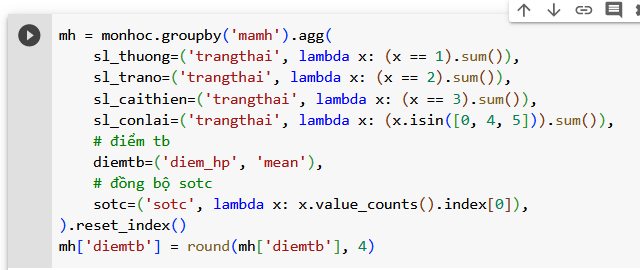 mh = monhoc.groupby('mamh').agg(
    sl_thuong=('trangthai', lambda x: (x == 1).sum()),
    sl_trano=('trangthai', lambda x: (x == 2).sum()),
    sl_caithien=('trangthai', lambda x: (x == 3).sum()),
    sl_conlai=('trangthai', lambda x: (x.isin([0, 4, 5])).sum()),
    # điểm tb
    diemtb=('diem_hp', 'mean'),
    # đồng bộ sotc
    sotc=('sotc', lambda x: x.value_counts().index[0]),
).reset_index()
mh['diemtb'] = round(mh['diemtb'], 4)